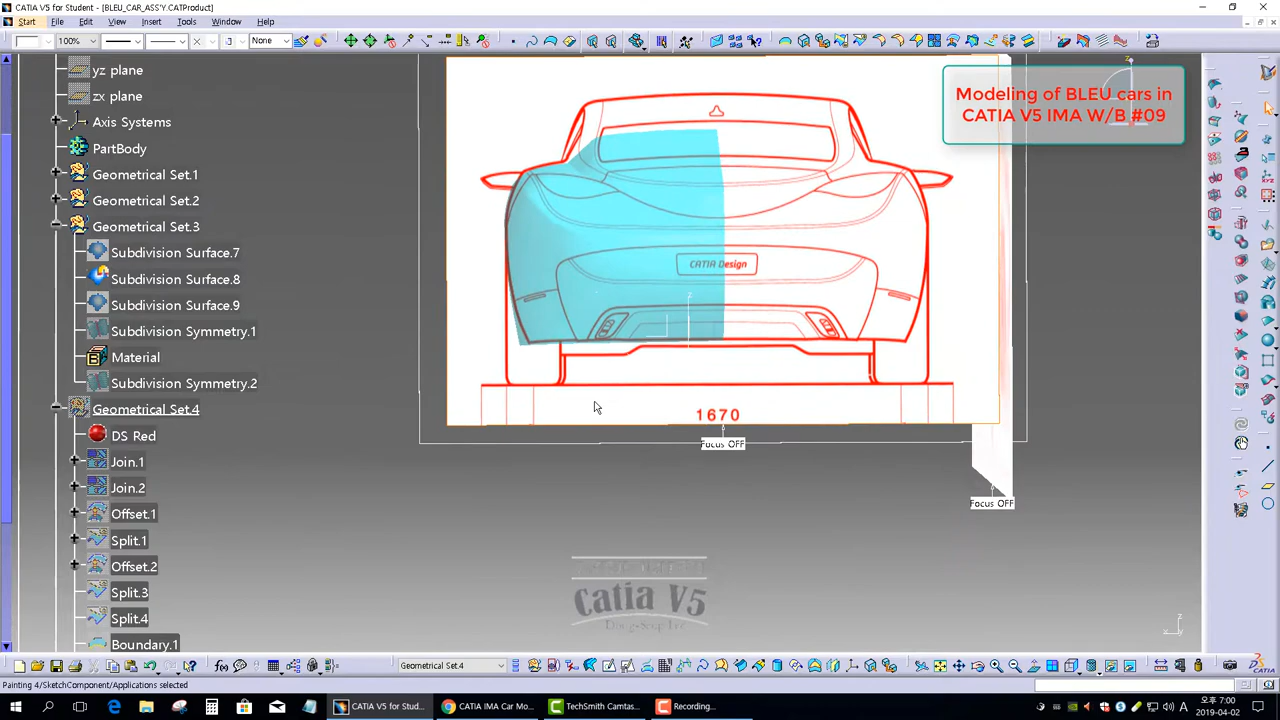 CATIA V5 for Student - [BLEU_CAR_ASS'Y.CATProduct]
Start File Edit View Insert Tools Window Help
100% None
yz plane
zx plane
Axis Systems
PartBody
Geometrical Set.1
Geometrical Set.2
Geometrical Set.3
Subdivision Surface.7
Subdivision Surface.8
Subdivision Surface.9
Subdivision Symmetry.1
Material
Subdivision Symmetry.2
Geometrical Set.4
DS Red
Join.1
Join.2
Offset.1
Split.1
Offset.2
Split.3
Split.4
Boundary.1
Modeling of BLEU cars in
CATIA V5 IMA W/B #09
z
CATIA Design
z
1670
Focus OFF
Focus OFF
Catia V5
z
x y
Geometrical Set.4
CATIA
Painting 4/SketchComponent/Applications selected
CATIA V5 for Stud...
CATIA IMA Car Mo...
TechSmith Camtas...
Recording...
A
오후 7:00
2019-04-02